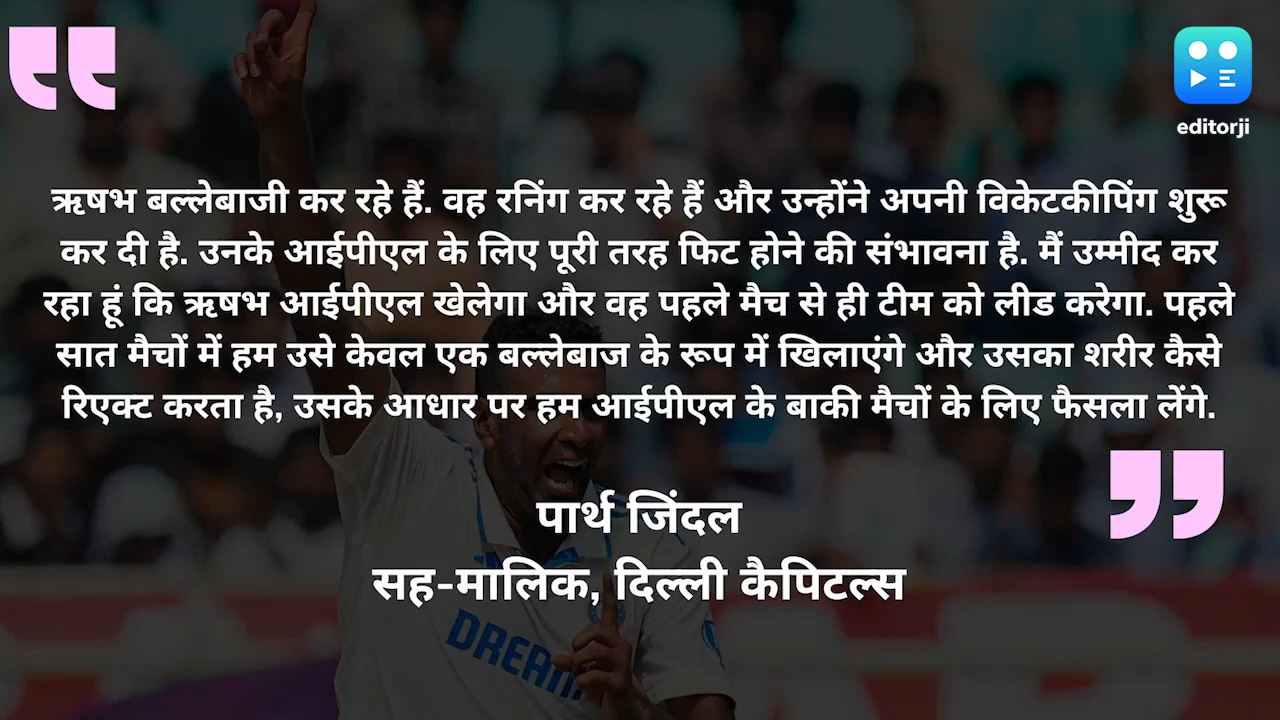 editorji
ऋषभ बल्लेबाजी कर रहे हैं. वह रनिंग कर रहे हैं और उन्होंने अपनी विकेटकीपिंग शुरू
कर दी है. उनके आईपीएल के लिए पूरी तरह फिट होने की संभावना है. मैं उम्मीद कर
रहा हूं कि ऋषभ आईपीएल खेलेगा और वह पहले मैच से ही टीम को लीड करेगा. पहले
सात मैचों में हम उसे केवल एक बल्लेबाज के रूप में खिलाएंगे और उसका शरीर कैसे
रिएक्ट करता है, उसके आधार पर हम आईपीएल के बाकी मैचों के लिए फैसला लेंगे.
पार्थ जिंदल
सह-मालिक, दिल्ली कैपिटल्स
DREAM